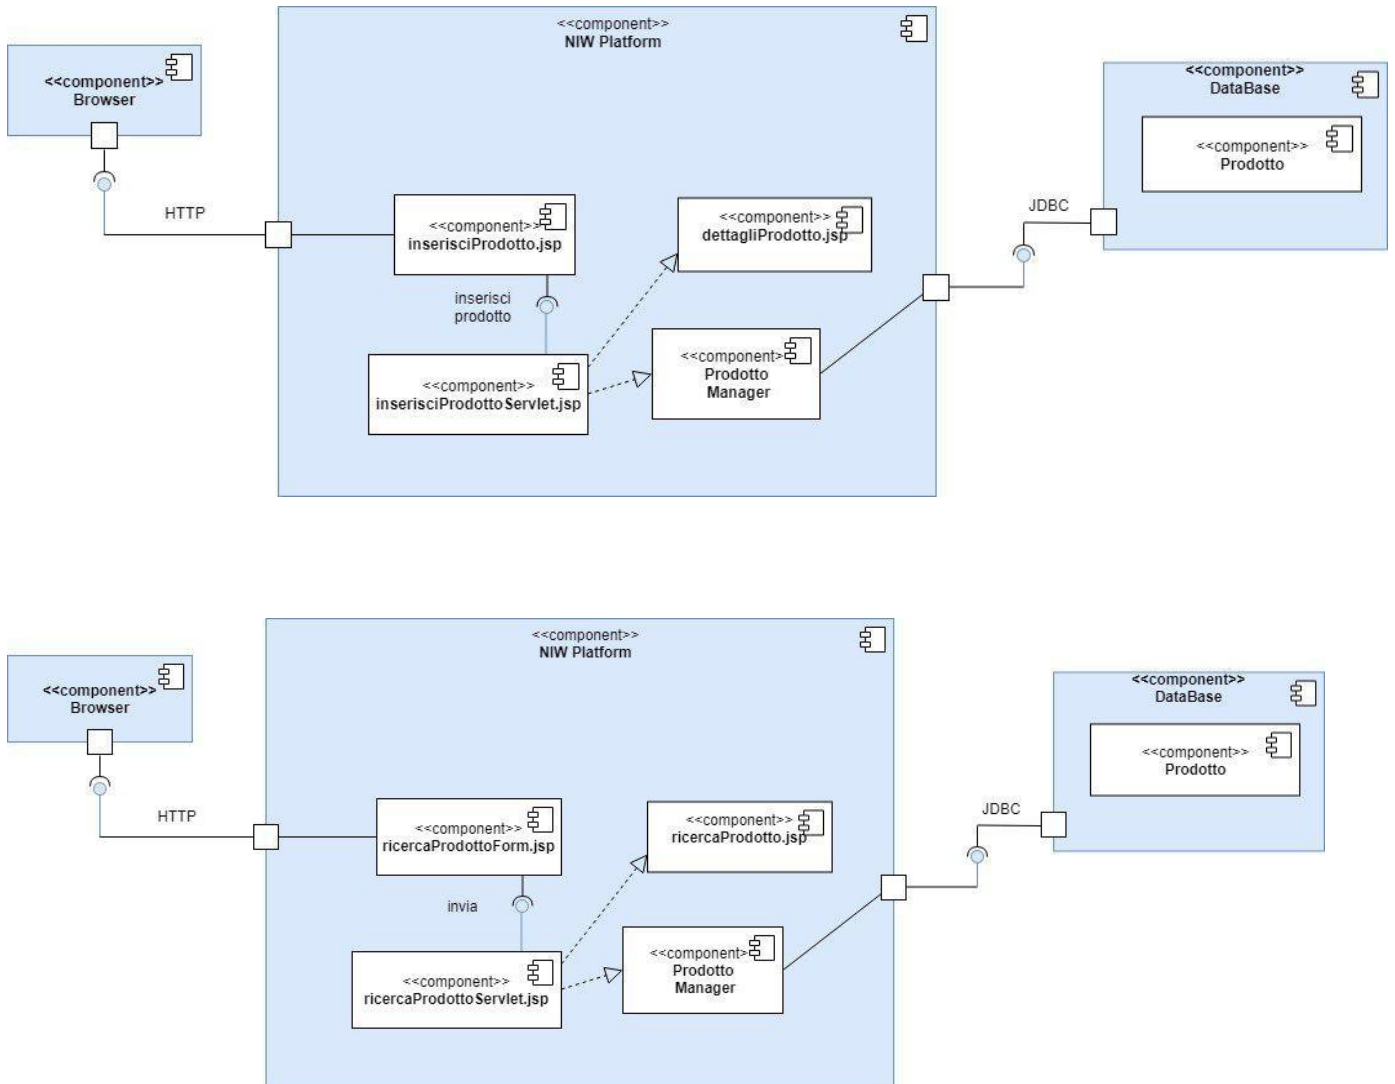 <<component>>
NIW Platform
<<component>>
Browser
<<component>>
DataBase
<<component>>
Prodotto
HTTP
<<component>>
inserisciProdotto.jsp
<<component>>
dettagliProdotto.jsp
JDBC
inserisci
prodotto
<<component>>
inserisciProdottoServlet.jsp
<<component>
Prodotto
Manager
<<component>>
NIW Platform
<<component>>
Browser
<<component>>
DataBase
<<component>>
Prodotto
HTTP
<<component>>
ricercaProdottoForm.jsp
<<component>>
ricercaProdotto.jsp
JDBC
invia
<<component>>
ricercaProdottoServlet.jsp
<<component>
Prodotto
Manager